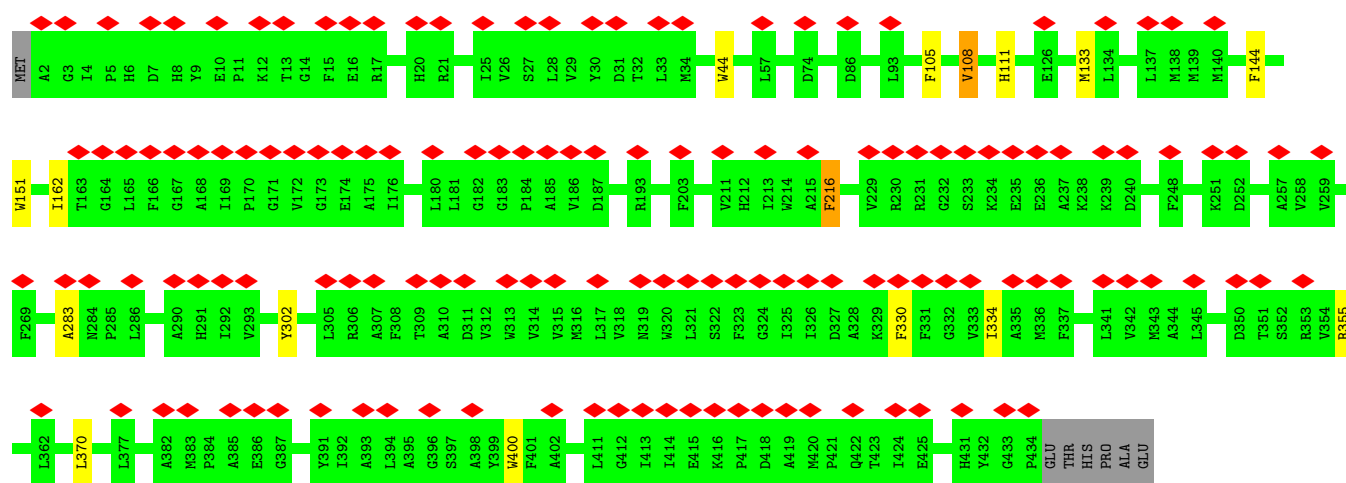 MET A2 G3 I4 P5 H6 D7 H8 Y9 E10 P11 K12 T13 G14 F15 E16 R17 H20 R21 I25 V26 S27 L28 V29 Y30 D31 T32 L33 M34 W44 L57 D74 D86 L93 F105 V108 H111 E126 M133 L134 L137 M138 M139 M140 F144
W151 I162 T163 G164 L165 F166 G167 A168 I169 P170 G171 V172 G173 E174 A175 I176 L180 L181 G182 G183 P184 A185 V186 D187 R193 F203 V211 H212 I213 W214 A215 F216 V229 R230 R231 G232 S233 K234 E235 E236 A237 K238 K239 D240 F248 K251 D252 A257 V258 V259
F269 A283 N284 P285 L286 A290 H291 I292 V293 Y302 L305 R306 A307 F308 T309 A310 D311 V312 W313 V314 V315 M316 L317 V318 N319 W320 L321 S322 F323 G324 I325 I326 D327 A328 K329 F330 F331 G332 V333 I334 A335 M336 F337 L341 V342 M343 A344 L345 D350 T351 S352 R353 V354 R355
L362 L370 L377 A382 M383 P384 A385 E386 G387 Y391 I392 A393 L394 A395 G396 S397 A398 Y399 W400 F401 A402 L411 G412 I413 I414 E415 K416 P417 D418 A419 M420 P421 Q422 T423 I424 E425 H431 Y432 G433 P434 GLU THR HIS PRO ALA GLU